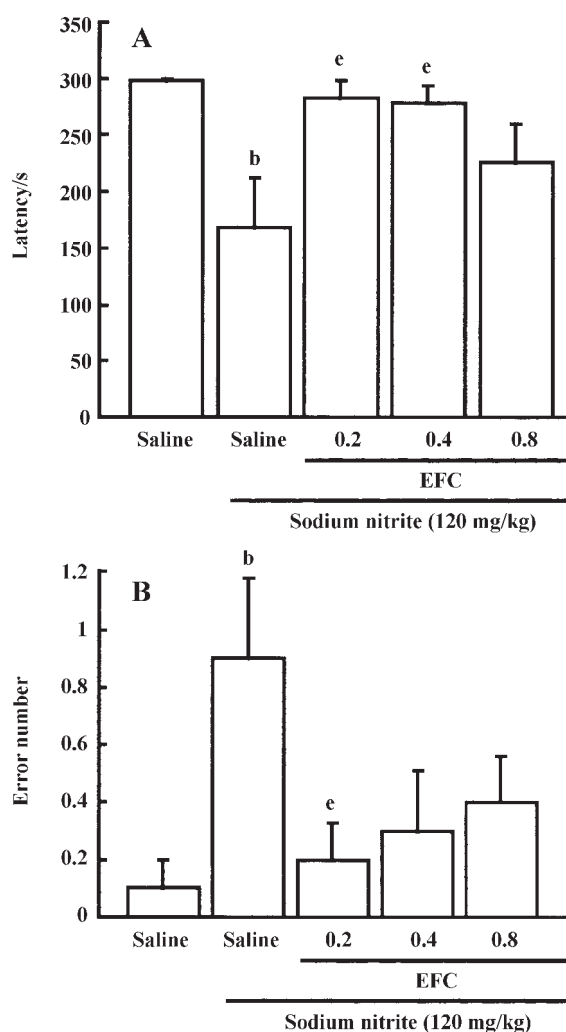 A
350
300
250
200
150
100
50
0
Latency/s
b
e
e
Saline Saline 0.2 0.4 0.8
EFC
Sodium nitrite (120 mg/kg)
B
1.2
1
0.8
0.6
0.4
0.2
0
Error number
b
e
Saline Saline 0.2 0.4 0.8
EFC
Sodium nitrite (120 mg/kg)